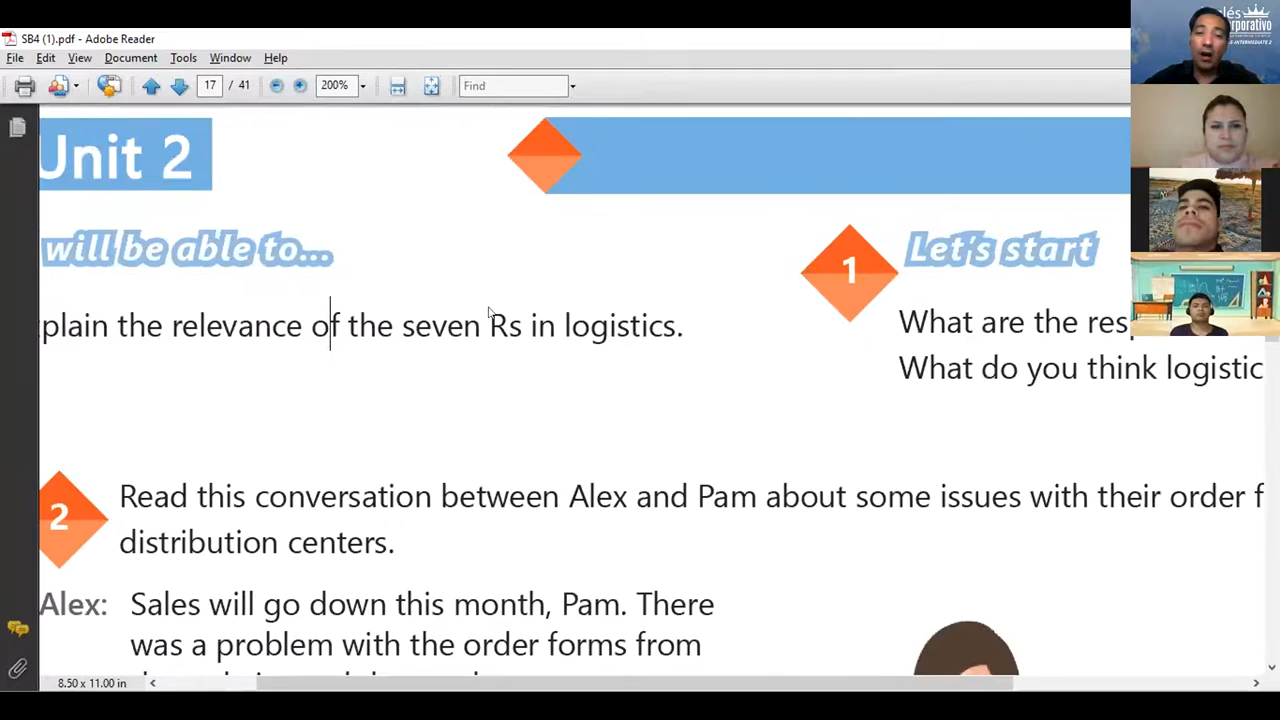 SB4 (1).pdf - Adobe Reader
File Edit View Document Tools Window Help
17 / 41 200% Find
Unit 2
will be able to...
plain the relevance of the seven Rs in logistics.
1 Let's start
What are the res
What do you think logistic
2 Read this conversation between Alex and Pam about some issues with their order f
distribution centers.
Alex: Sales will go down this month, Pam. There
was a problem with the order forms from
8.50 x 11.00 in